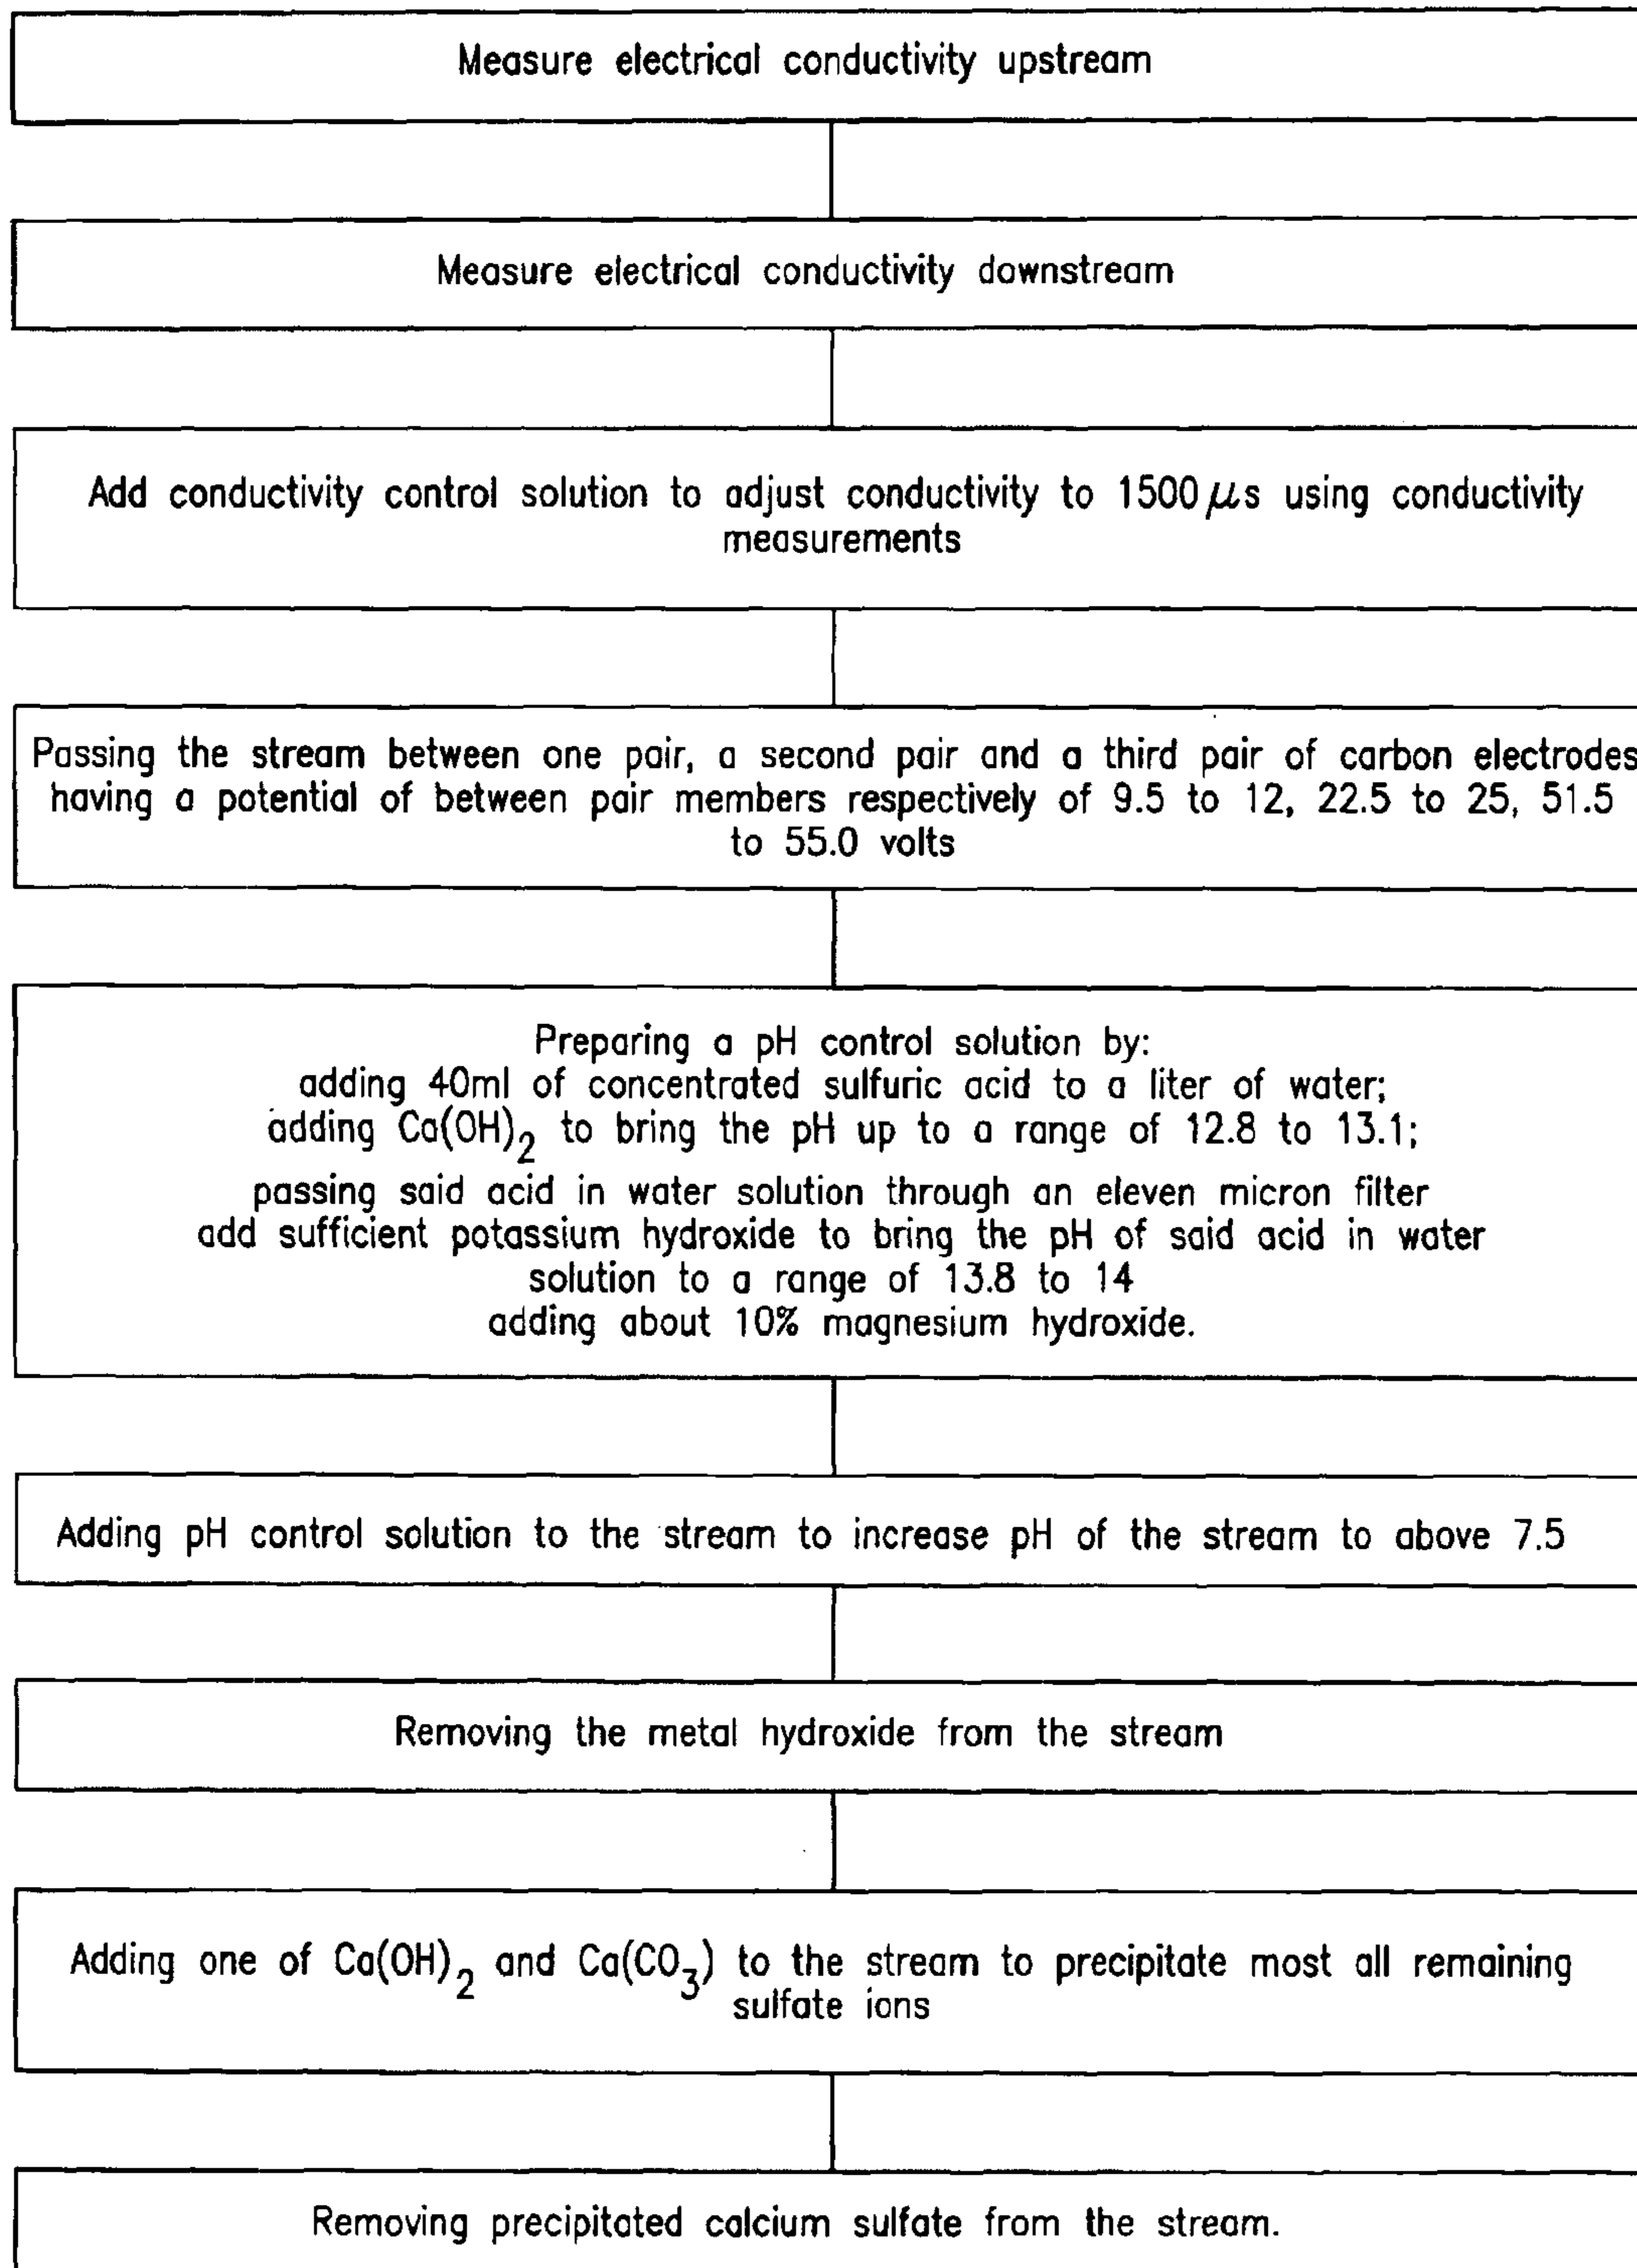 Measure electrical conductivity upstream
Measure electrical conductivity downstream
Add conductivity control solution to adjust conductivity to 1500 μs using conductivity
measurements
Passing the stream between one pair, a second pair and a third pair of carbon electrodes
having a potential of between pair members respectively of 9.5 to 12, 22.5 to 25, 51.5
to 55.0 volts
Preparing a pH control solution by:
adding 40ml of concentrated sulfuric acid to a liter of water;
adding Ca(OH)₂ to bring the pH up to a range of 12.8 to 13.1;
passing said acid in water solution through an eleven micron filter
add sufficient potassium hydroxide to bring the pH of said acid in water
solution to a range of 13.8 to 14
adding about 10% magnesium hydroxide.
Adding pH control solution to the stream to increase pH of the stream to above 7.5
Removing the metal hydroxide from the stream
Adding one of Ca(OH)₂ and Ca(CO₃) to the stream to precipitate most all remaining
sulfate ions
Removing precipitated calcium sulfate from the stream.